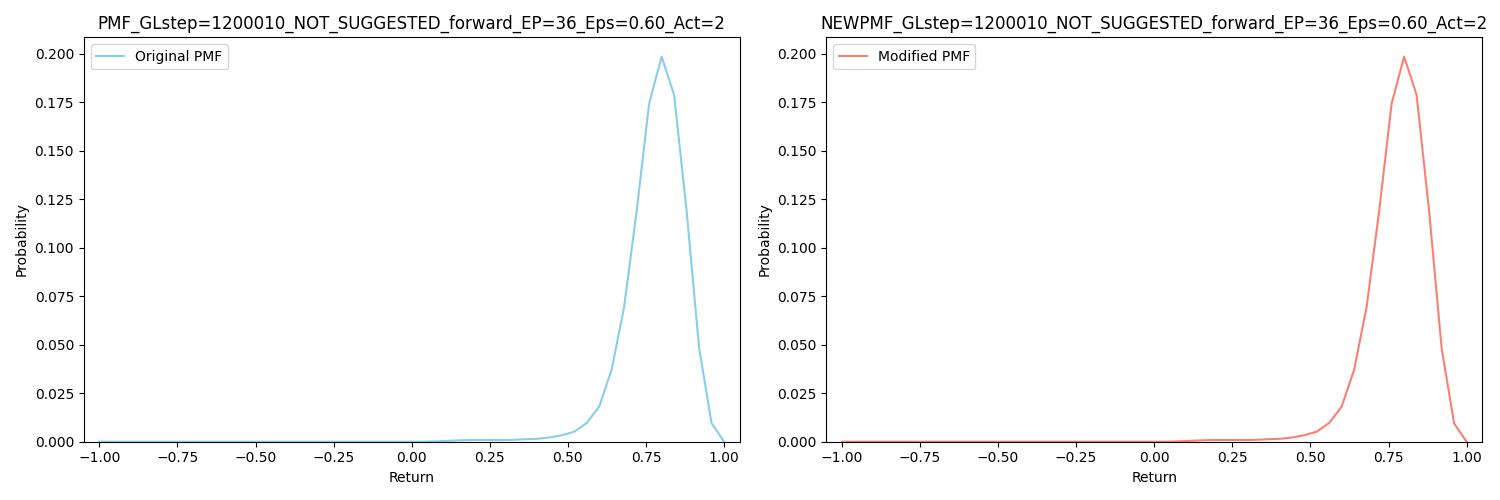 PMF_GLstep=1200010_NOT_SUGGESTED_forward_EP=36_Eps=0.60_Act=2
Original PMF
0.200
0.175
0.150
0.125
0.100
0.075
0.050
0.025
0.000
Probability
−1.00 −0.75 −0.50 −0.25 0.00 0.25 0.50 0.75 1.00
Return
NEWPMF_GLstep=1200010_NOT_SUGGESTED_forward_EP=36_Eps=0.60_Act=2
Modified PMF
0.200
0.175
0.150
0.125
0.100
0.075
0.050
0.025
0.000
Probability
−1.00 −0.75 −0.50 −0.25 0.00 0.25 0.50 0.75 1.00
Return